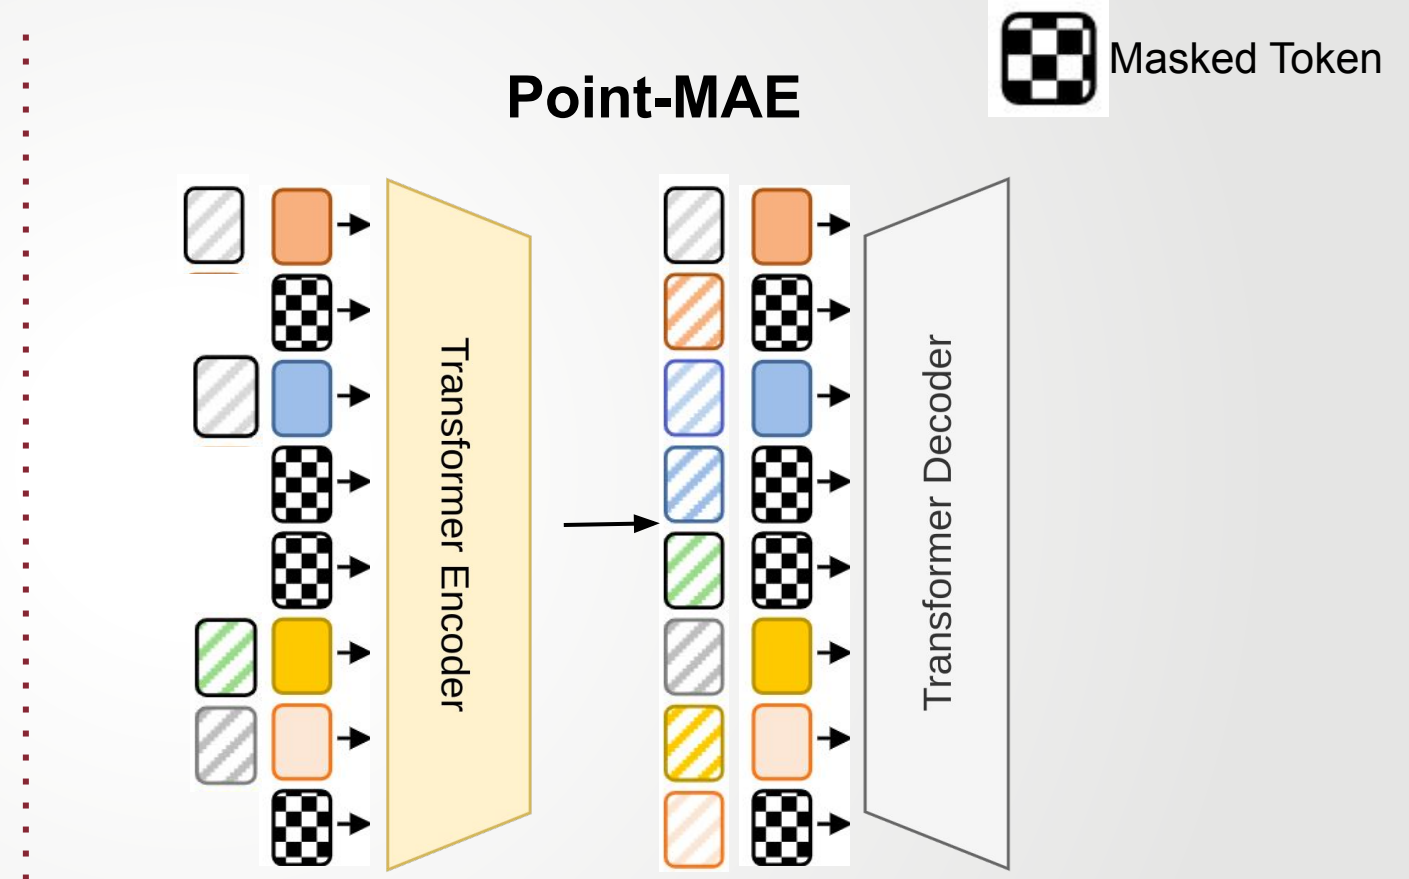 Masked Token
Point-MAE
Transformer Encoder
Transformer Decoder